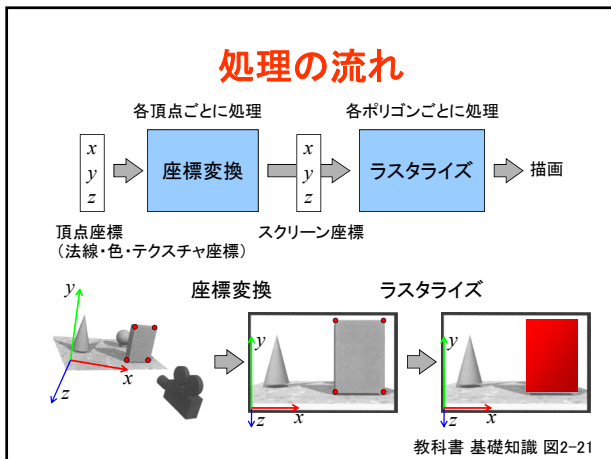 処理の流れ
各頂点ごとに処理
各ポリゴンごとに処理
x
y
z
座標変換
x
y
z
ラスタライズ
描画
頂点座標
(法線・色・テクスチャ座標)
スクリーン座標
座標変換
ラスタライズ
y
x
z
y
z
x
y
z
x
教科書 基礎知識 図2-21